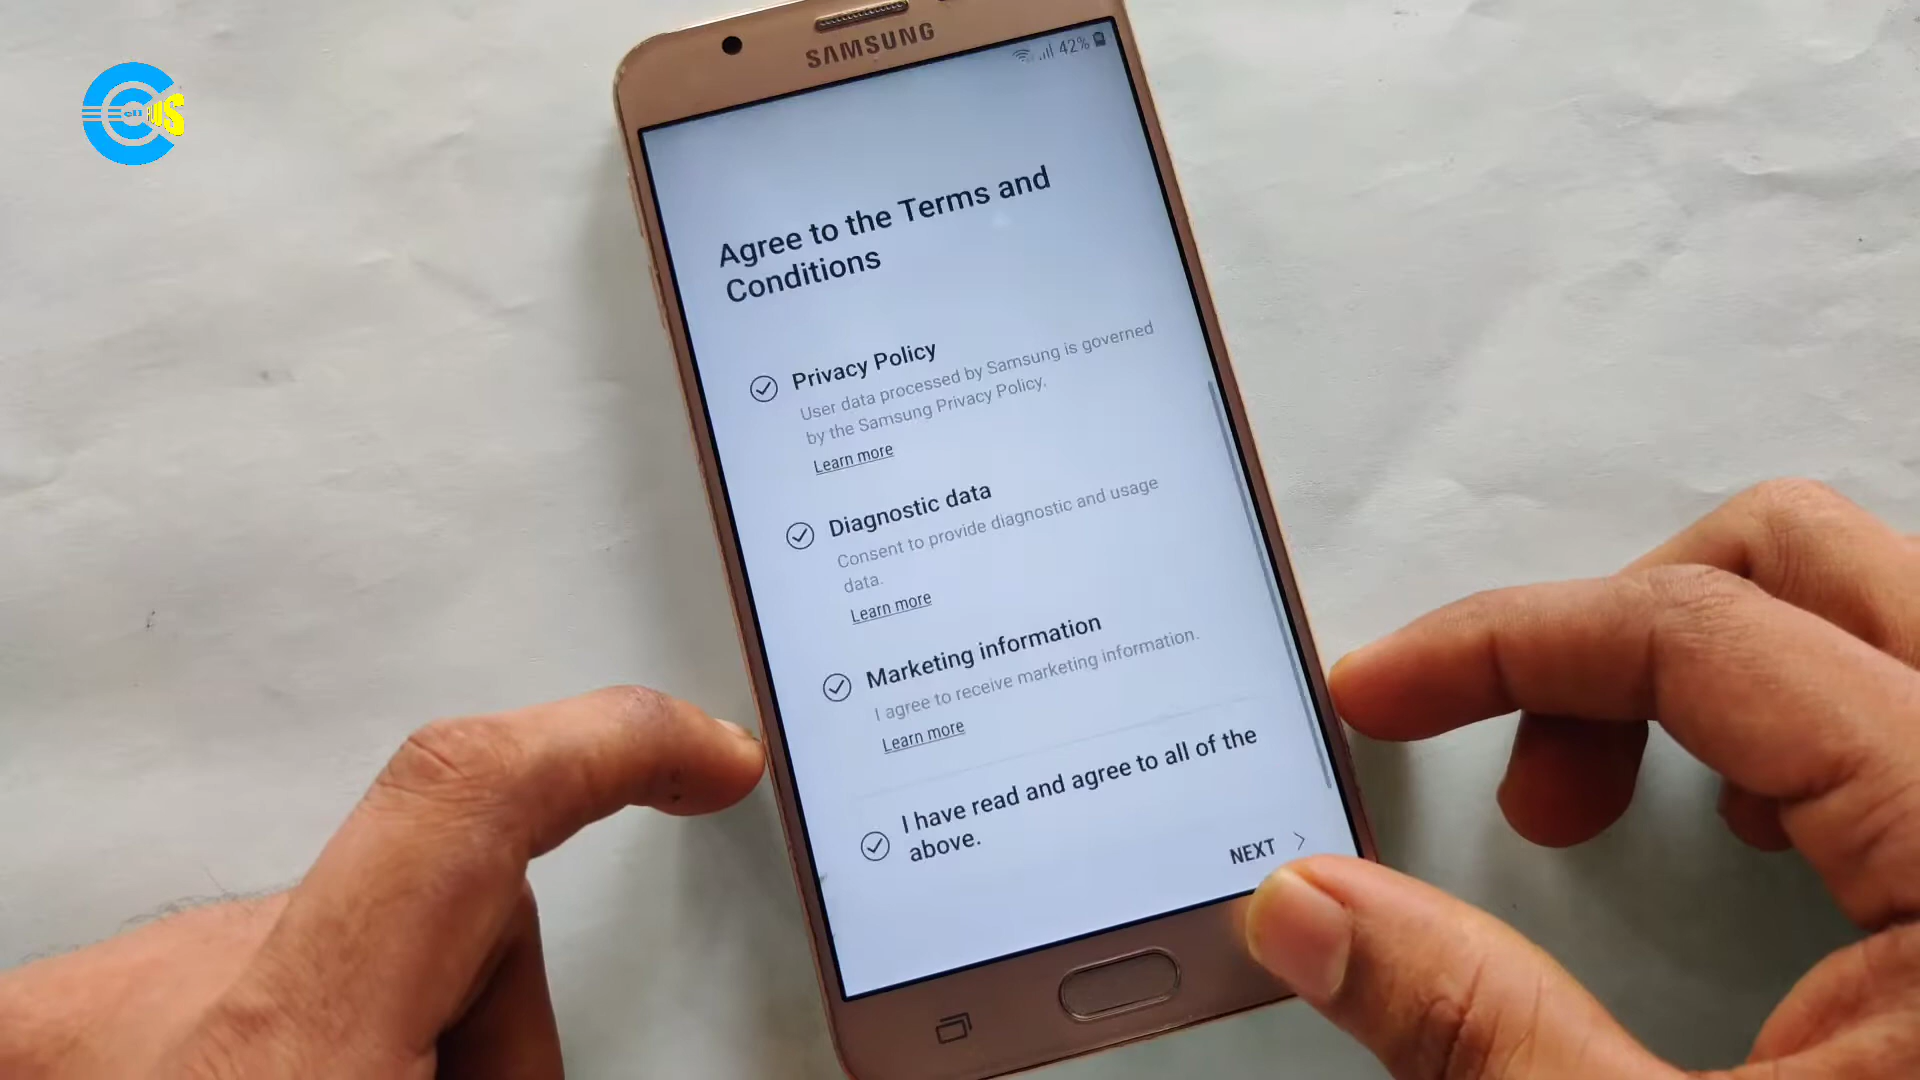 C on PLUS
SAMSUNG
42%
Agree to the Terms and
Conditions
Privacy Policy
User data processed by Samsung is governed
by the Samsung Privacy Policy.
Learn more
Diagnostic data
Consent to provide diagnostic and usage
data.
Learn more
Marketing information
I agree to receive marketing information.
Learn more
I have read and agree to all of the
above.
NEXT